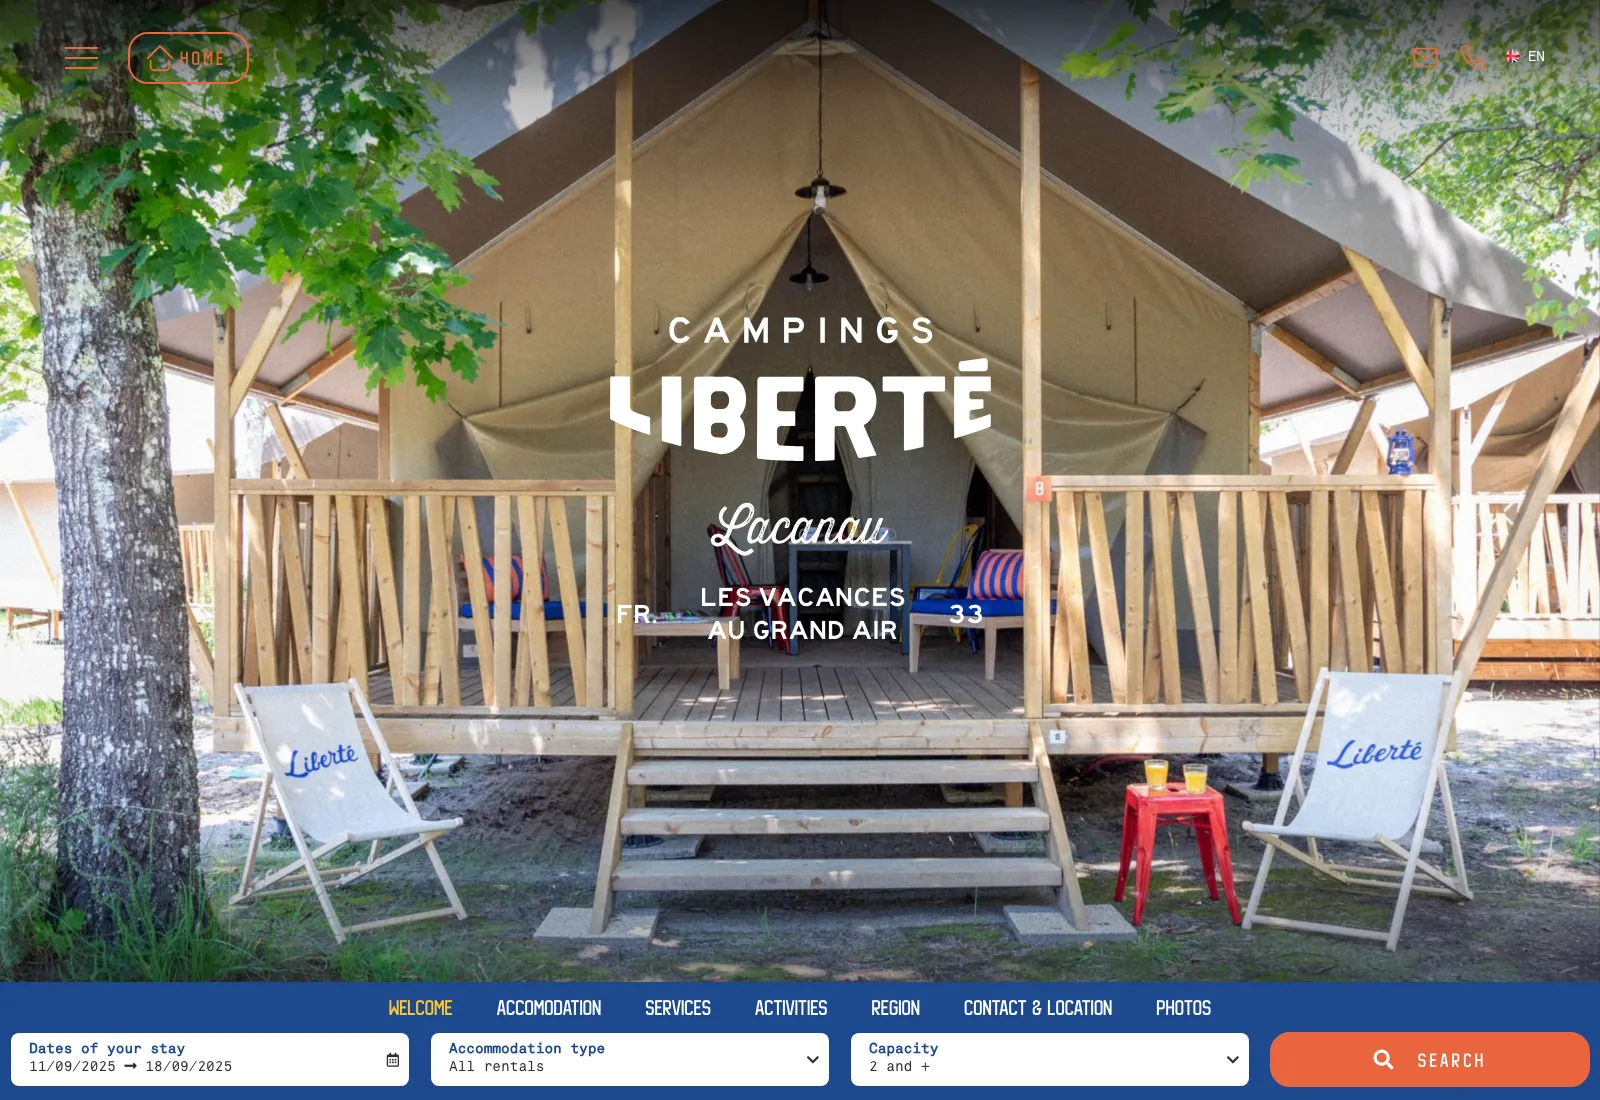 HOME
EN
CAMPINGS
LIBERTÉ
Lacanau
FR.
LES VACANCES
AU GRAND AIR
33
8
8
Liberté
Liberté
WELCOME
ACCOMODATION
SERVICES
ACTIVITIES
REGION
CONTACT & LOCATION
PHOTOS
Dates of your stay
11/09/2025 → 18/09/2025
Accommodation type
All rentals
Capacity
2 and +
SEARCH